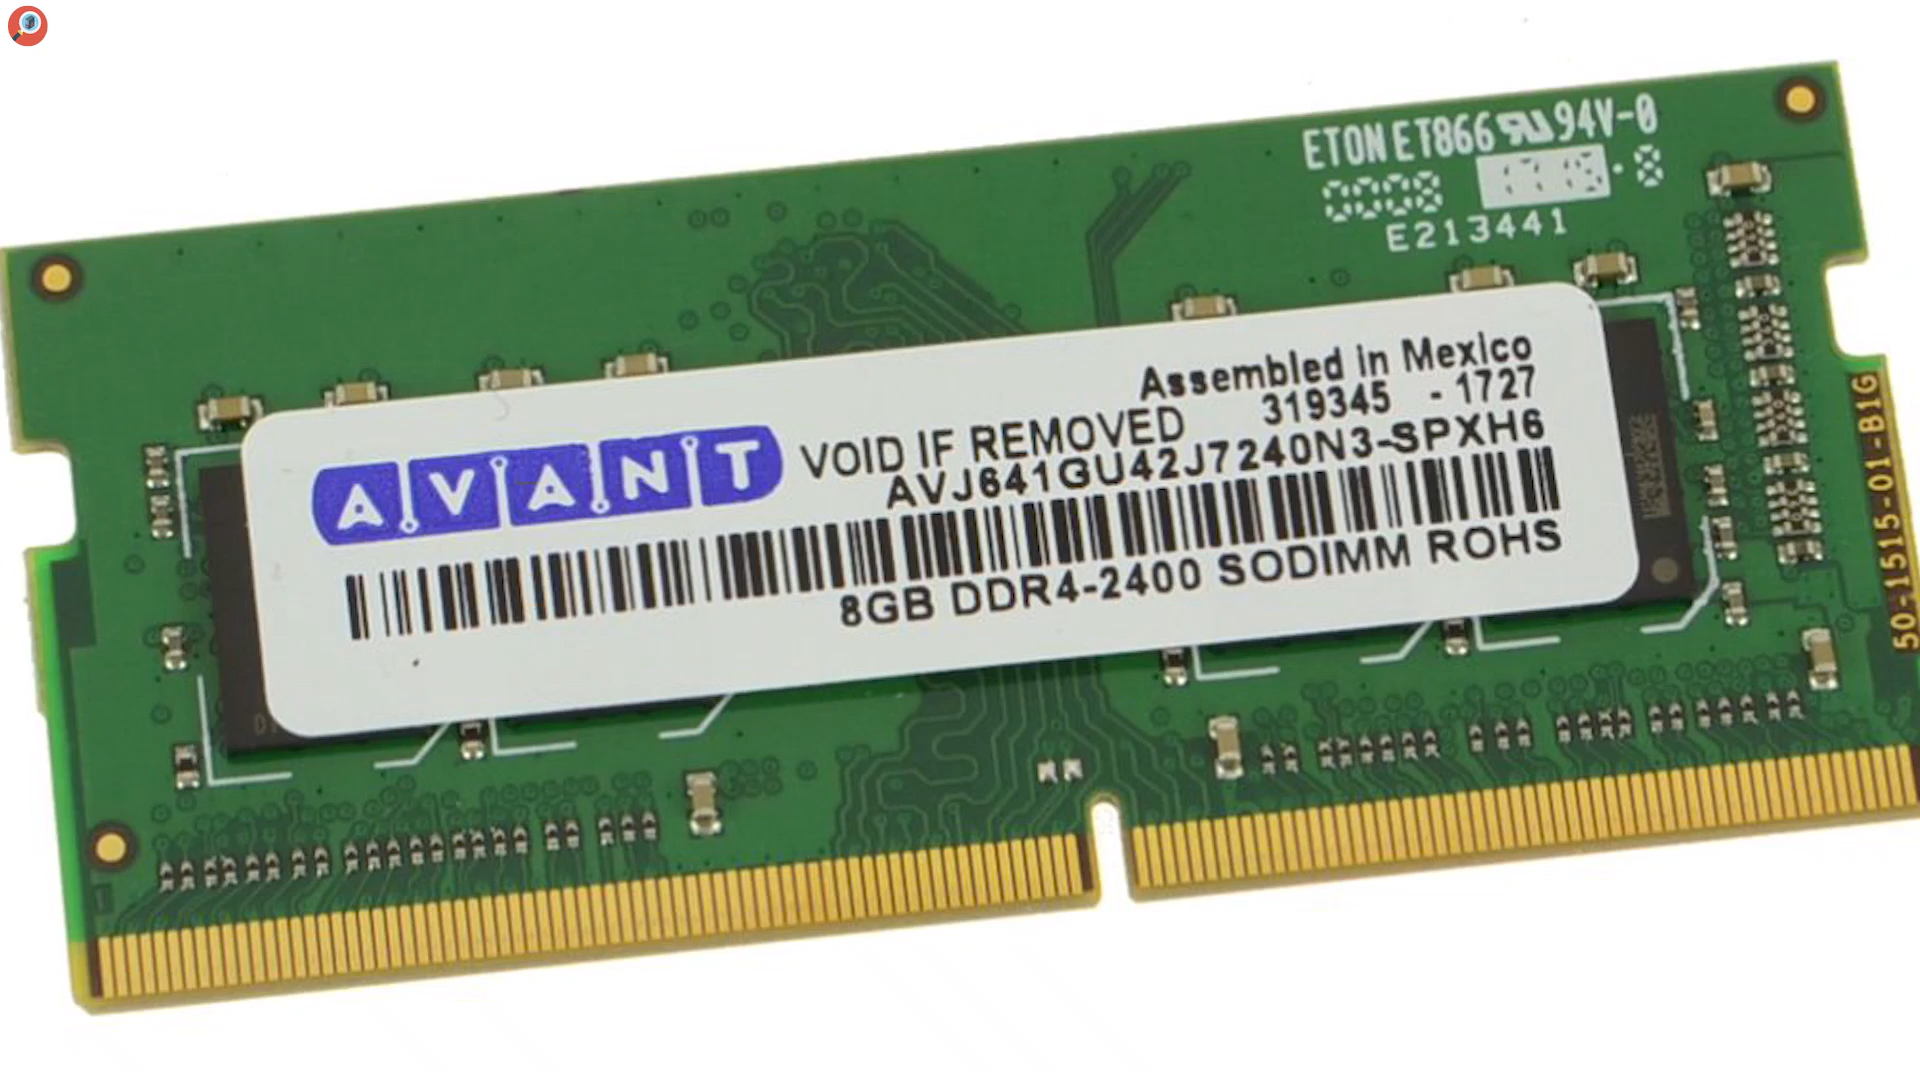 ETON ET866 94V-0
E213441
Assembled in Mexico
319345 - 1727
AVANT VOID IF REMOVED
AVJ641GU42J7240N3-SPXH6
8GB DDR4-2400 SODIMM ROHS
50-1515-01-B1G